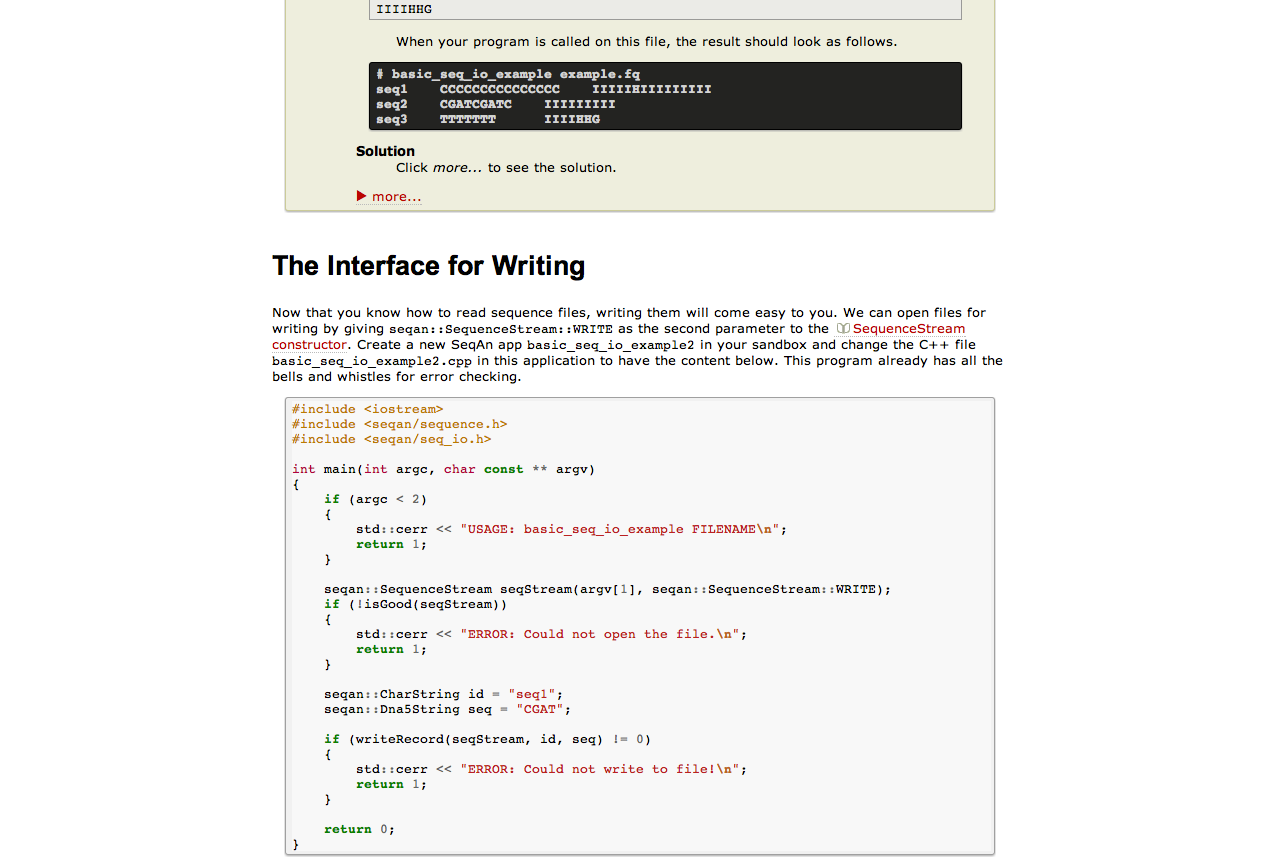 IIIIHHG
When your program is called on this file, the result should look as follows.
# basic_seq_io_example example.fq
seq1    CCCCCCCCCCCCCCC    IIIIIHIIIIIIIII
seq2    CGATCGATC    IIIIIIIII
seq3    TTTTTTT      IIIIHHG
Solution
Click more... to see the solution.
▶ more...
The Interface for Writing
Now that you know how to read sequence files, writing them will come easy to you. We can open files for
writing by giving seqan::SequenceStream::WRITE as the second parameter to the SequenceStream
constructor. Create a new SeqAn app basic_seq_io_example2 in your sandbox and change the C++ file
basic_seq_io_example2.cpp in this application to have the content below. This program already has all the
bells and whistles for error checking.
#include <iostream>
#include <seqan/sequence.h>
#include <seqan/seq_io.h>
int main(int argc, char const ** argv)
{
    if (argc < 2)
    {
        std::cerr << "USAGE: basic_seq_io_example FILENAME\n";
        return 1;
    }
    seqan::SequenceStream seqStream(argv[1], seqan::SequenceStream::WRITE);
    if (!isGood(seqStream))
    {
        std::cerr << "ERROR: Could not open the file.\n";
        return 1;
    }
    seqan::CharString id = "seq1";
    seqan::Dna5String seq = "CGAT";
    if (writeRecord(seqStream, id, seq) != 0)
    {
        std::cerr << "ERROR: Could not write to file!\n";
        return 1;
    }
    return 0;
}